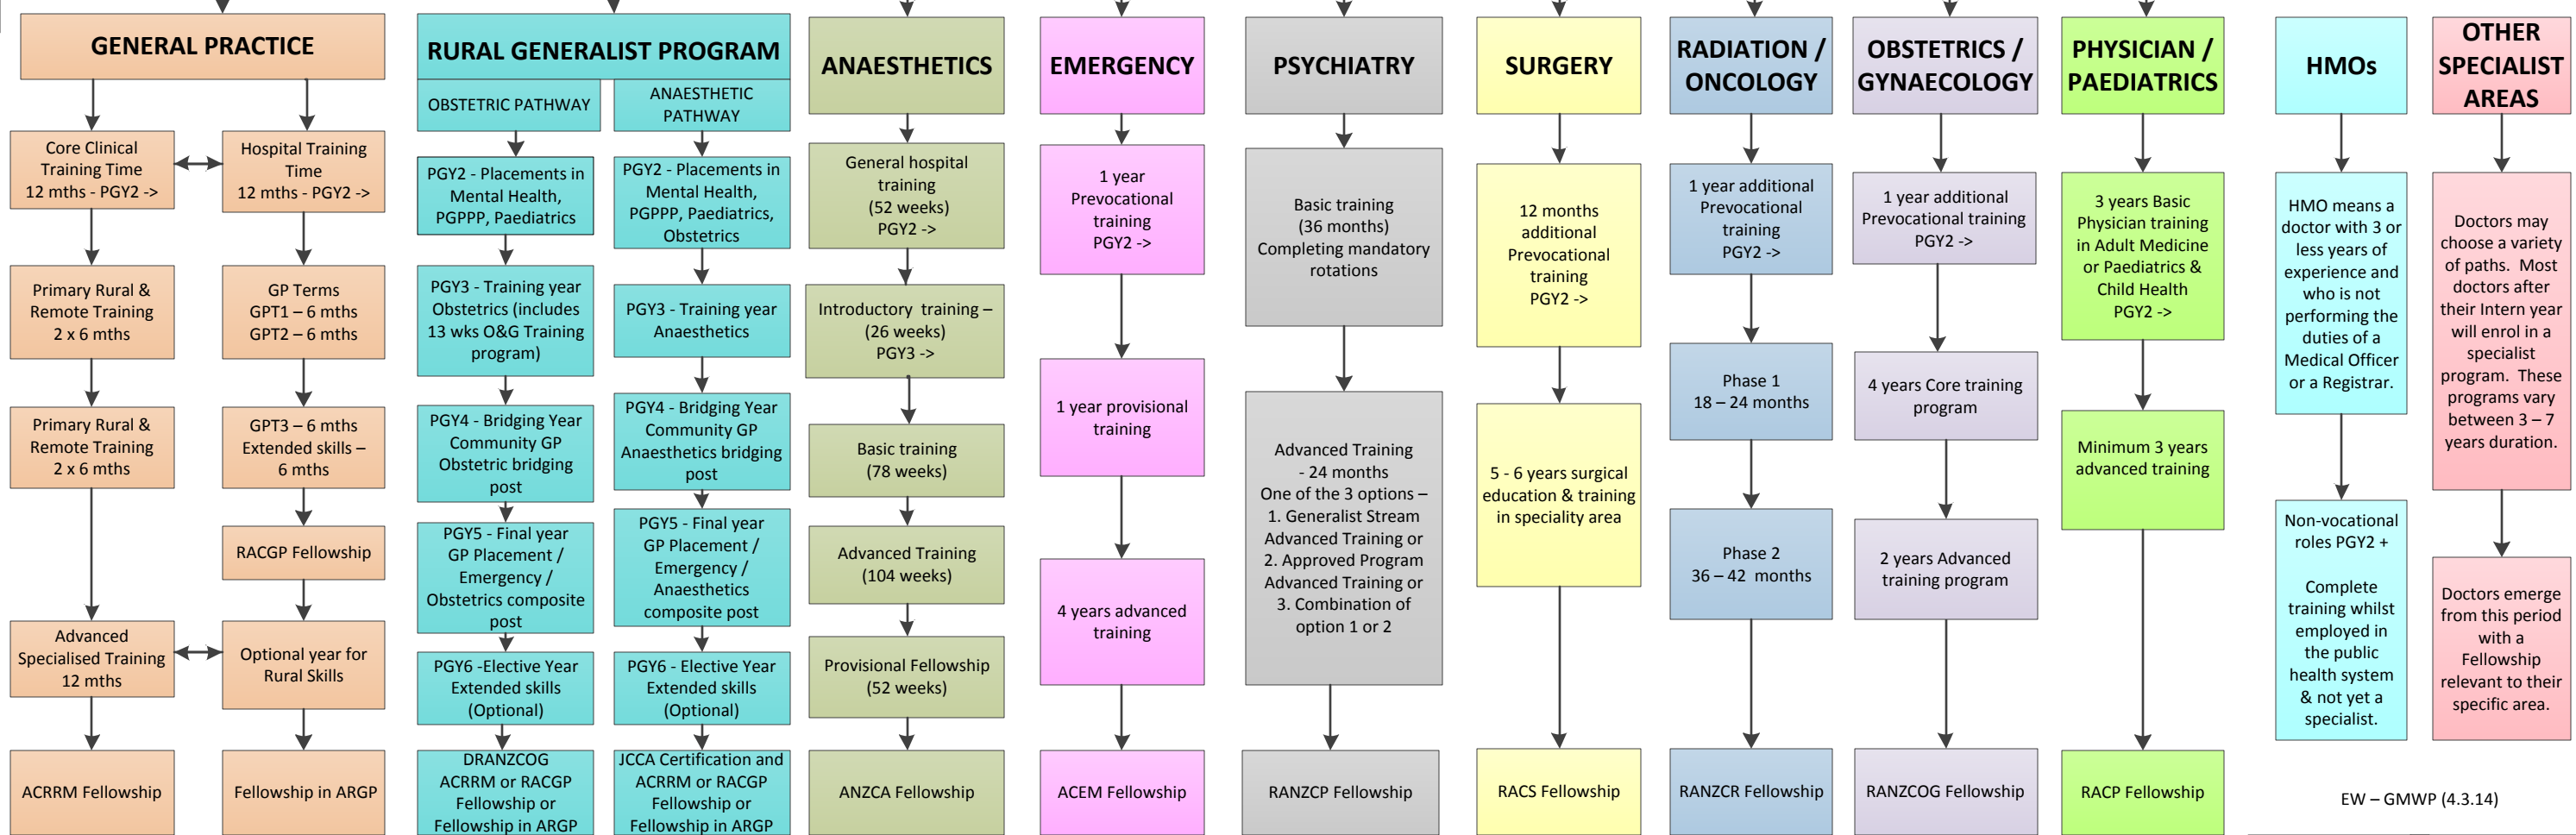 GENERAL PRACTICE
Core Clinical
Training Time
12 mths - PGY2 ->
Primary Rural &
Remote Training
2 x 6 mths
Primary Rural &
Remote Training
2 x 6 mths
Advanced
Specialised Training
12 mths
ACRRM Fellowship
Hospital Training
Time
12 mths - PGY2 ->
GP Terms
GPT1 – 6 mths
GPT2 – 6 mths
GPT3 – 6 mths
Extended skills –
6 mths
RACGP Fellowship
Optional year for
Rural Skills
Fellowship in ARGP
RURAL GENERALIST PROGRAM
OBSTETRIC PATHWAY
PGY2 - Placements in
Mental Health,
PGPPP, Paediatrics
PGY3 - Training year
Obstetrics (includes
13 wks O&G Training
program)
PGY4 - Bridging Year
Community GP
Obstetric bridging
post
PGY5 - Final year
GP Placement /
Emergency /
Obstetrics composite
post
PGY6 -Elective Year
Extended skills
(Optional)
DRANZCOG
ACRRM or RACGP
Fellowship or
Fellowship in ARGP
ANAESTHETIC
PATHWAY
PGY2 - Placements in
Mental Health,
PGPPP, Paediatrics,
Obstetrics
PGY3 - Training year
Anaesthetics
PGY4 - Bridging Year
Community GP
Anaesthetics bridging
post
PGY5 - Final year
GP Placement /
Emergency /
Anaesthetics
composite post
PGY6 - Elective Year
Extended skills
(Optional)
JCCA Certification and
ACRRM or RACGP
Fellowship or
Fellowship in ARGP
ANAESTHETICS
General hospital
training
(52 weeks)
PGY2 ->
Introductory training –
(26 weeks)
PGY3 ->
Basic training
(78 weeks)
Advanced Training
(104 weeks)
Provisional Fellowship
(52 weeks)
ANZCA Fellowship
EMERGENCY
1 year
Prevocational
training
PGY2 ->
1 year provisional
training
4 years advanced
training
ACEM Fellowship
PSYCHIATRY
Basic training
(36 months)
Completing mandatory
rotations
Advanced Training
- 24 months
One of the 3 options –
1. Generalist Stream
Advanced Training or
2. Approved Program
Advanced Training or
3. Combination of
option 1 or 2
RANZCP Fellowship
SURGERY
12 months
additional
Prevocational
training
PGY2 ->
5 - 6 years surgical
education & training
in speciality area
RACS Fellowship
RADIATION /
ONCOLOGY
1 year additional
Prevocational
training
PGY2 ->
Phase 1
18 – 24 months
Phase 2
36 – 42 months
RANZCR Fellowship
OBSTETRICS /
GYNAECOLOGY
1 year additional
Prevocational training
PGY2 ->
4 years Core training
program
2 years Advanced
training program
RANZCOG Fellowship
PHYSICIAN /
PAEDIATRICS
3 years Basic
Physician training
in Adult Medicine
or Paediatrics &
Child Health
PGY2 ->
Minimum 3 years
advanced training
RACP Fellowship
HMOs
HMO means a
doctor with 3 or
less years of
experience and
who is not
performing the
duties of a
Medical Officer
or a Registrar.
Non-vocational
roles PGY2 +
Complete
training whilst
employed in
the public
health system
& not yet a
specialist.
OTHER
SPECIALIST
AREAS
Doctors may
choose a variety
of paths. Most
doctors after
their Intern year
will enrol in a
specialist
program. These
programs vary
between 3 – 7
years duration.
Doctors emerge
from this period
with a
Fellowship
relevant to their
specific area.
EW – GMWP (4.3.14)